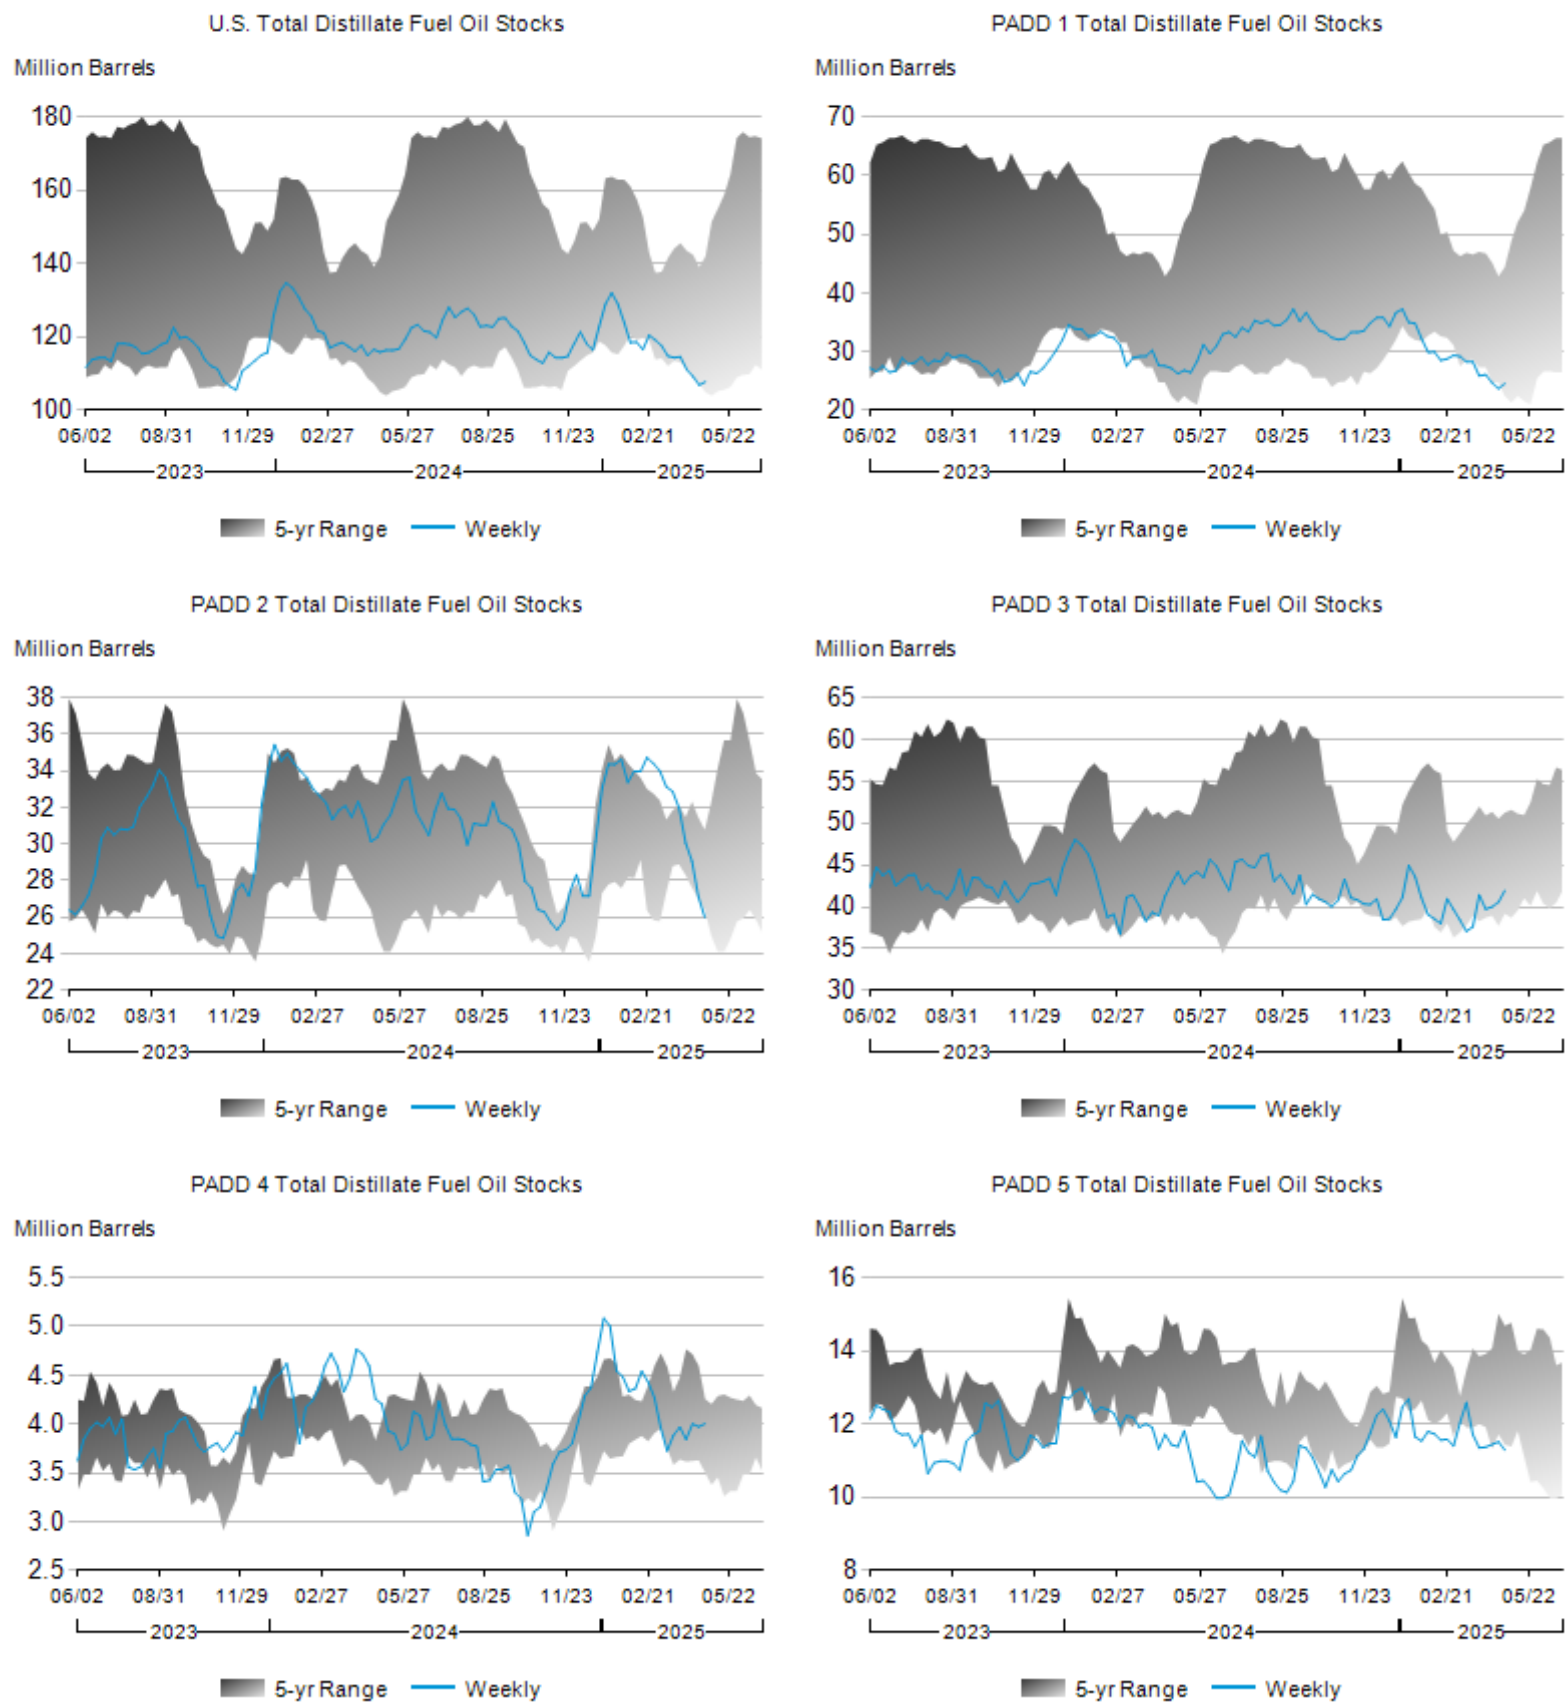 U.S. Total Distillate Fuel Oil Stocks
Million Barrels
180
160
140
120
100
06/02 08/31 11/29 02/27 05/27 08/25 11/23 02/21 05/22
2023 2024 2025
5-yr Range Weekly
PADD 1 Total Distillate Fuel Oil Stocks
Million Barrels
70
60
50
40
30
20
06/02 08/31 11/29 02/27 05/27 08/25 11/23 02/21 05/22
2023 2024 2025
5-yr Range Weekly
PADD 2 Total Distillate Fuel Oil Stocks
Million Barrels
38
36
34
32
30
28
26
24
22
06/02 08/31 11/29 02/27 05/27 08/25 11/23 02/21 05/22
2023 2024 2025
5-yr Range Weekly
PADD 3 Total Distillate Fuel Oil Stocks
Million Barrels
65
60
55
50
45
40
35
30
06/02 08/31 11/29 02/27 05/27 08/25 11/23 02/21 05/22
2023 2024 2025
5-yr Range Weekly
PADD 4 Total Distillate Fuel Oil Stocks
Million Barrels
5.5
5.0
4.5
4.0
3.5
3.0
2.5
06/02 08/31 11/29 02/27 05/27 08/25 11/23 02/21 05/22
2023 2024 2025
5-yr Range Weekly
PADD 5 Total Distillate Fuel Oil Stocks
Million Barrels
16
14
12
10
8
06/02 08/31 11/29 02/27 05/27 08/25 11/23 02/21 05/22
2023 2024 2025
5-yr Range Weekly